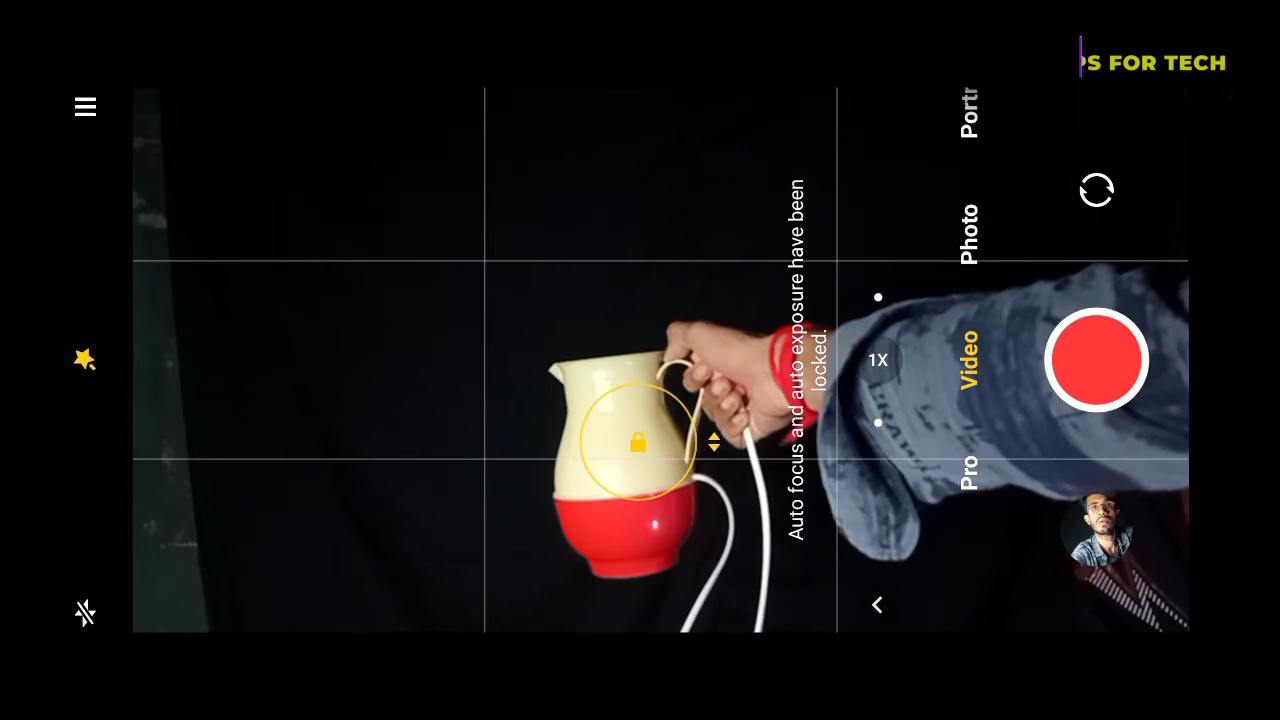 PS FOR TECH
Portr
Photo
Video
Pro
1X
Auto focus and auto exposure have been
locked.